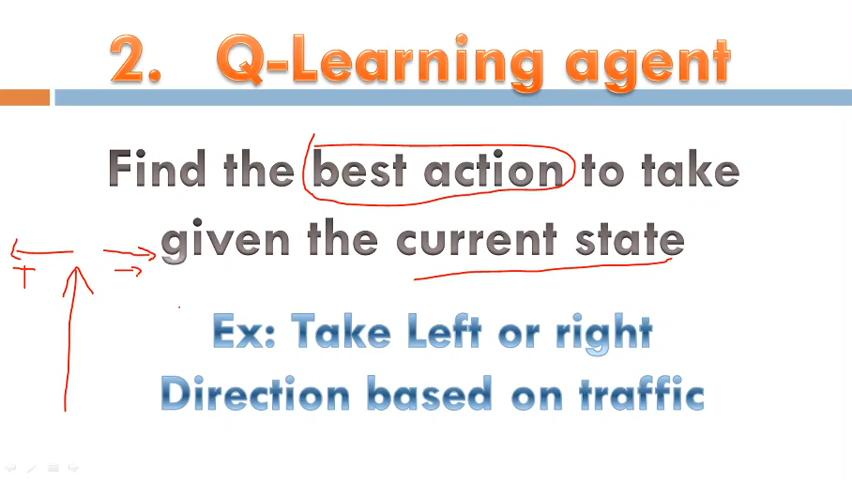 2. Q-Learning agent
Find the best action to take
given the current state
T
Ex: Take Left or right
Direction based on traffic